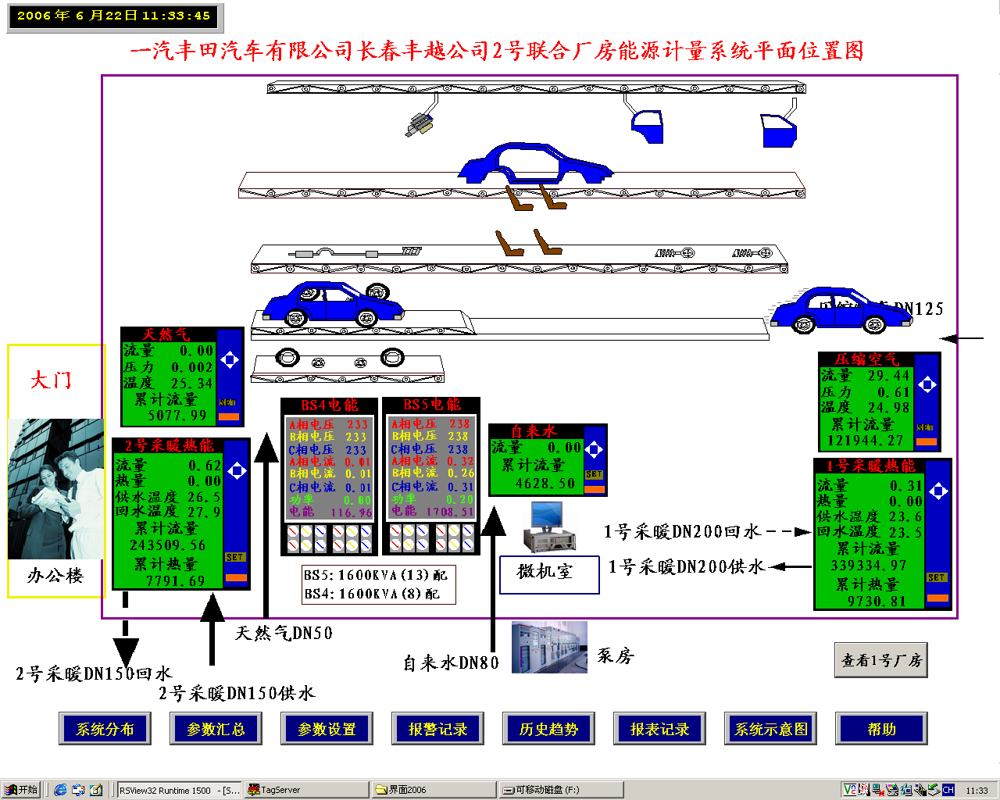 2006 年 6 月22日 11:33:45
一汽丰田汽车有限公司长春丰越公司2号联合厂房能源计量系统平面位置图
DN125
天然气
流量 0.00
压力 0.002
温度 25.34
累计流量
5077.99
SET
大门
办公楼
2号采暖热能
流量 0.62
热量 0.00
供水温度 26.5
回水温度 27.9
累计流量
243509.56
累计热量
7791.69
SET
BS4电能
A相电压 233
B相电压 233
C相电压 233
A相电流 0.01
B相电流 0.01
C相电流 0.01
功率 0.00
电能 116.96
BS5电能
A相电压 238
B相电压 238
C相电压 238
A相电流 0.32
B相电流 0.26
C相电流 0.31
功率 0.20
电能 1708.51
BS5:1600KVA(13)配
BS4:1600KVA(8)配
自来水
流量 0.00
累计流量
4628.50
SET
微机室
压缩空气
流量 29.44
压力 0.61
温度 24.98
累计流量
121944.27
SET
1号采暖热能
流量 0.31
热量 0.00
供水温度 23.6
回水温度 23.5
累计流量
339334.97
累计热量
9730.81
SET
1号采暖DN200回水
1号采暖DN200供水
天然气DN50
自来水DN80
泵房
2号采暖DN150回水
2号采暖DN150供水
查看1号厂房
系统分布 参数汇总 参数设置 报警记录 历史趋势 报表记录 系统示意图 帮助
开始 RSView32 Runtime 1500 - [S... TagServer 界面2006 可移动磁盘 (F:) CH 11:33